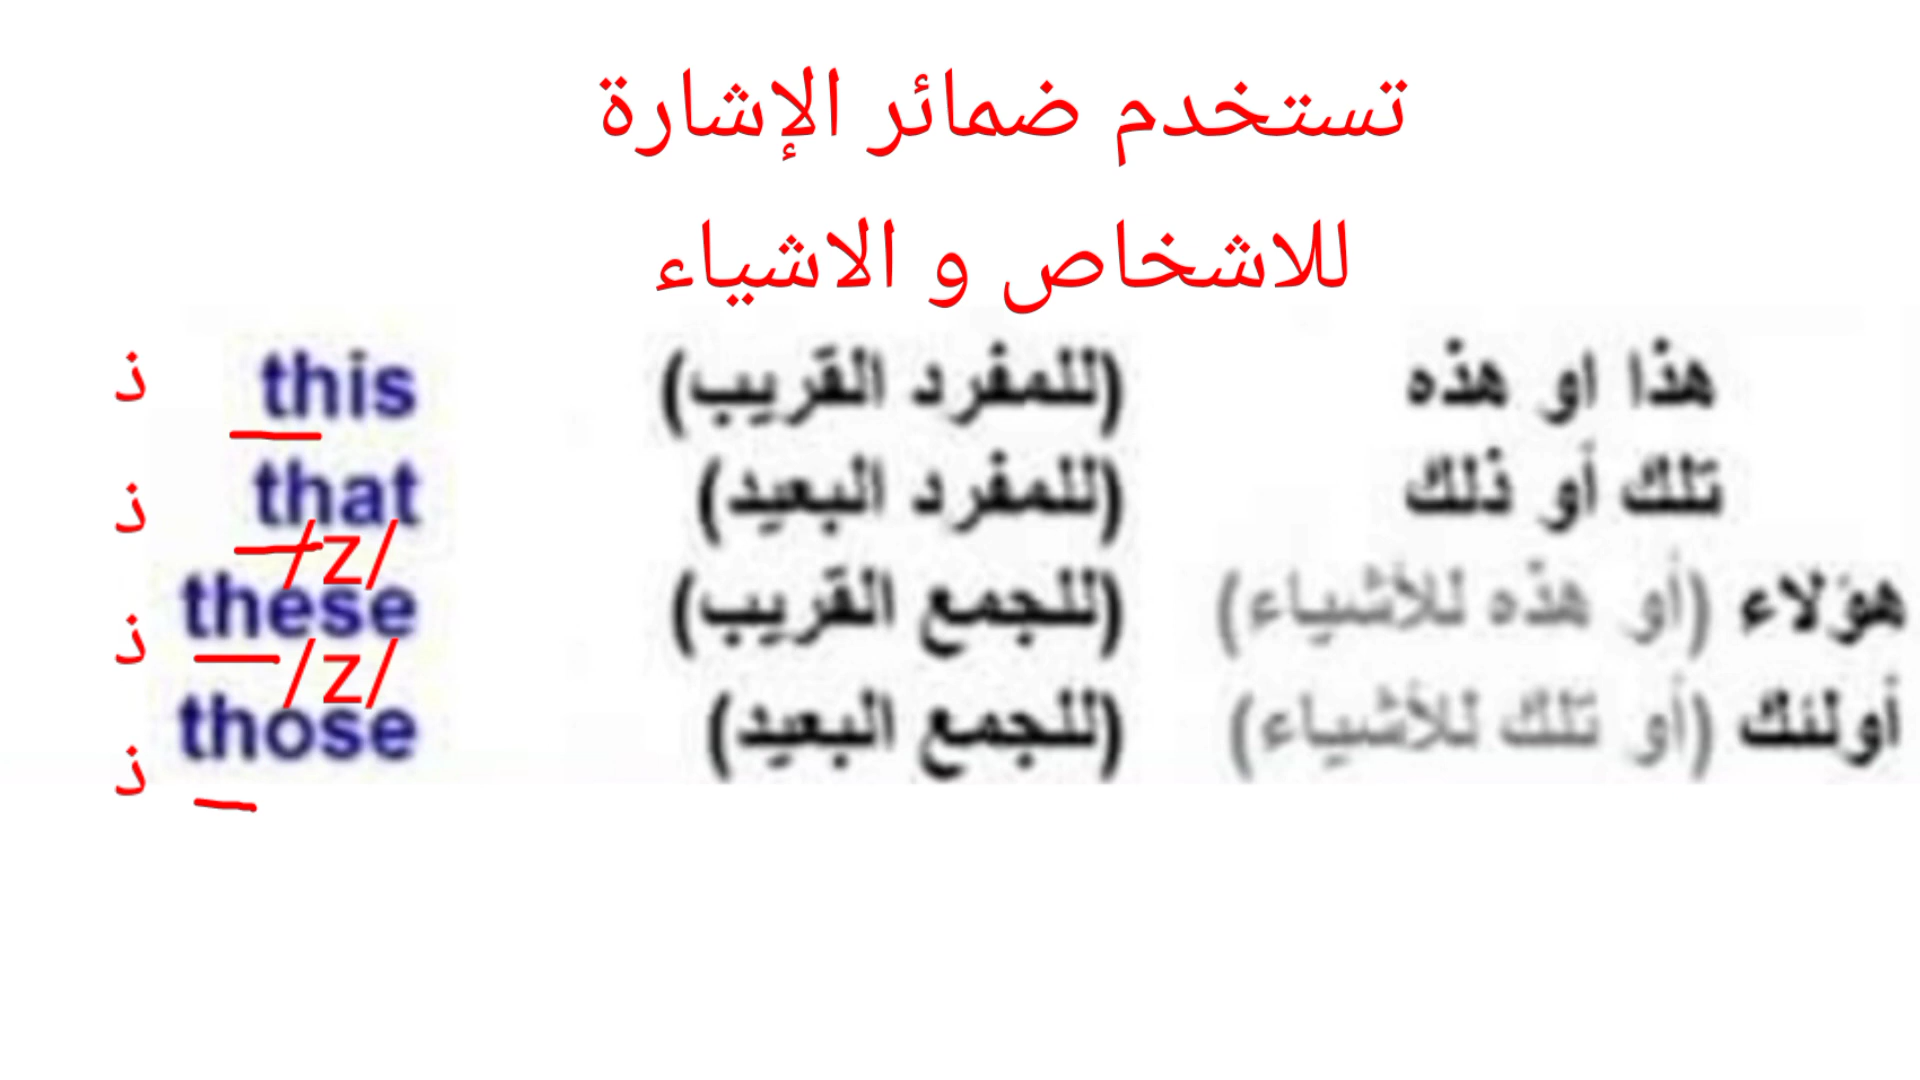 تستخدم ضمائر الإشارة
للاشخاص و الاشياء
هذا او هذه (للمفرد القريب) this ذ
تلك أو ذلك (للمفرد البعيد) that ذ
/z/
هؤلاء (أو هذه للأشياء) (للجمع القريب) these ذ
/z/
أولئك (أو تلك للأشياء) (للجمع البعيد) those ذ